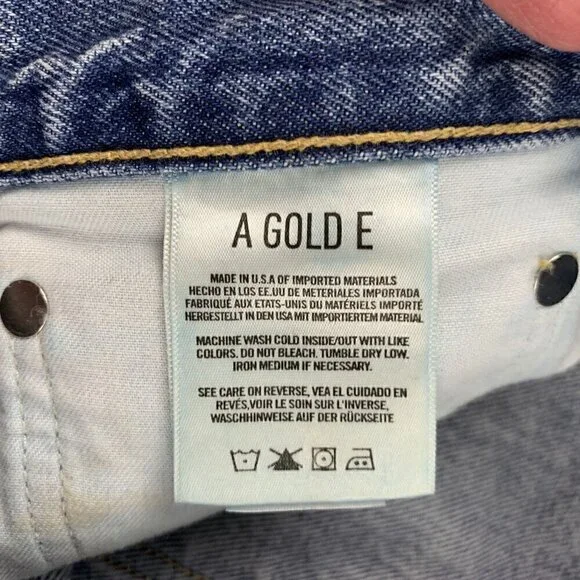 A GOLD E
MADE IN U.S.A OF IMPORTED MATERIALS
HECHO EN LOS EE.UU DE METERIALES IMPORTADA
FABRIQUÉ AUX ETATS-UNIS DU MATÉRIELS IMPORTÉ
HERGESTELLT IN DEN USA MIT IMPORTIERTEM MATERIAL
MACHINE WASH COLD INSIDE/OUT WITH LIKE
COLORS. DO NOT BLEACH. TUMBLE DRY LOW.
IRON MEDIUM IF NECESSARY.
SEE CARE ON REVERSE, VEA EL CUIDADO EN
REVÉS,VOIR LE SOIN SUR L'INVERSE,
WASCHHINWEISE AUF DER RÜCKSEITE